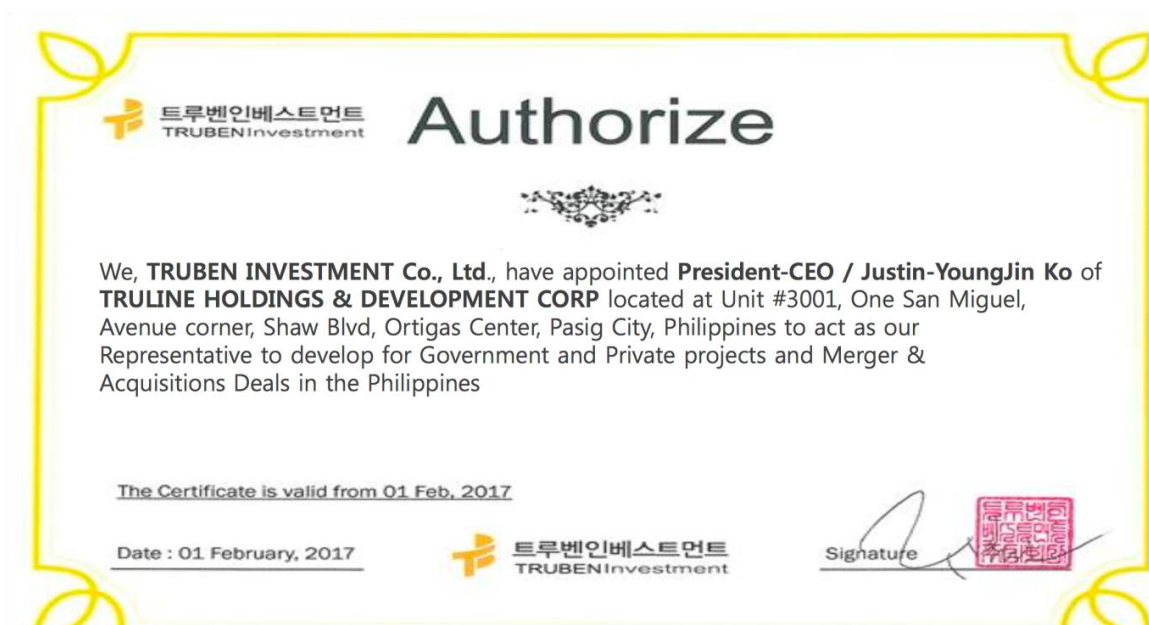 트루벤인베스트먼트
TRUBENInvestment
Authorize
We, TRUBEN INVESTMENT Co., Ltd., have appointed President-CEO / Justin-YoungJin Ko of
TRULINE HOLDINGS & DEVELOPMENT CORP located at Unit #3001, One San Miguel,
Avenue corner, Shaw Blvd, Ortigas Center, Pasig City, Philippines to act as our
Representative to develop for Government and Private projects and Merger &
Acquisitions Deals in the Philippines
The Certificate is valid from 01 Feb, 2017
Date : 01 February, 2017
트루벤인베스트먼트
TRUBENInvestment
Signature